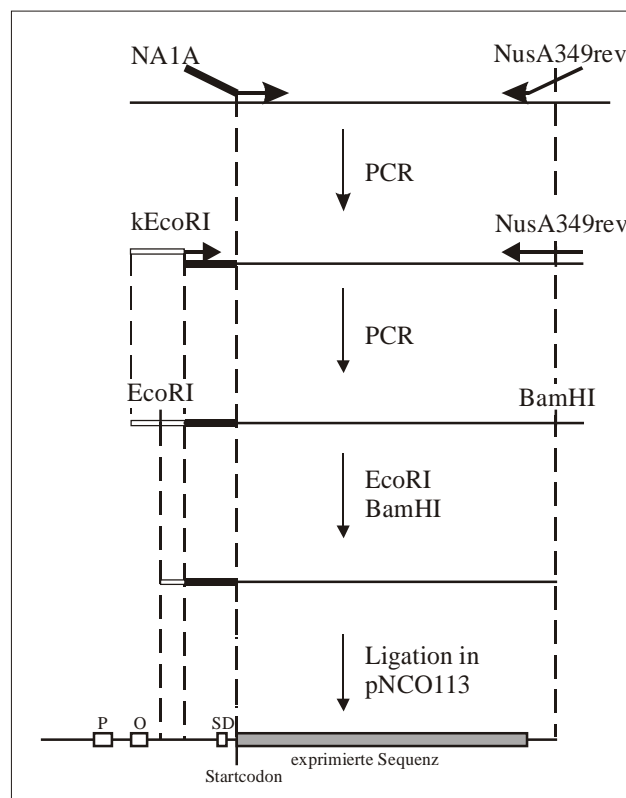 NA1A
NusA349rev
PCR
kEcoRI
NusA349rev
PCR
EcoRI
BamHI
EcoRI
BamHI
Ligation in
pNCO113
P
O
SD
exprimierte Sequenz
Startcodon